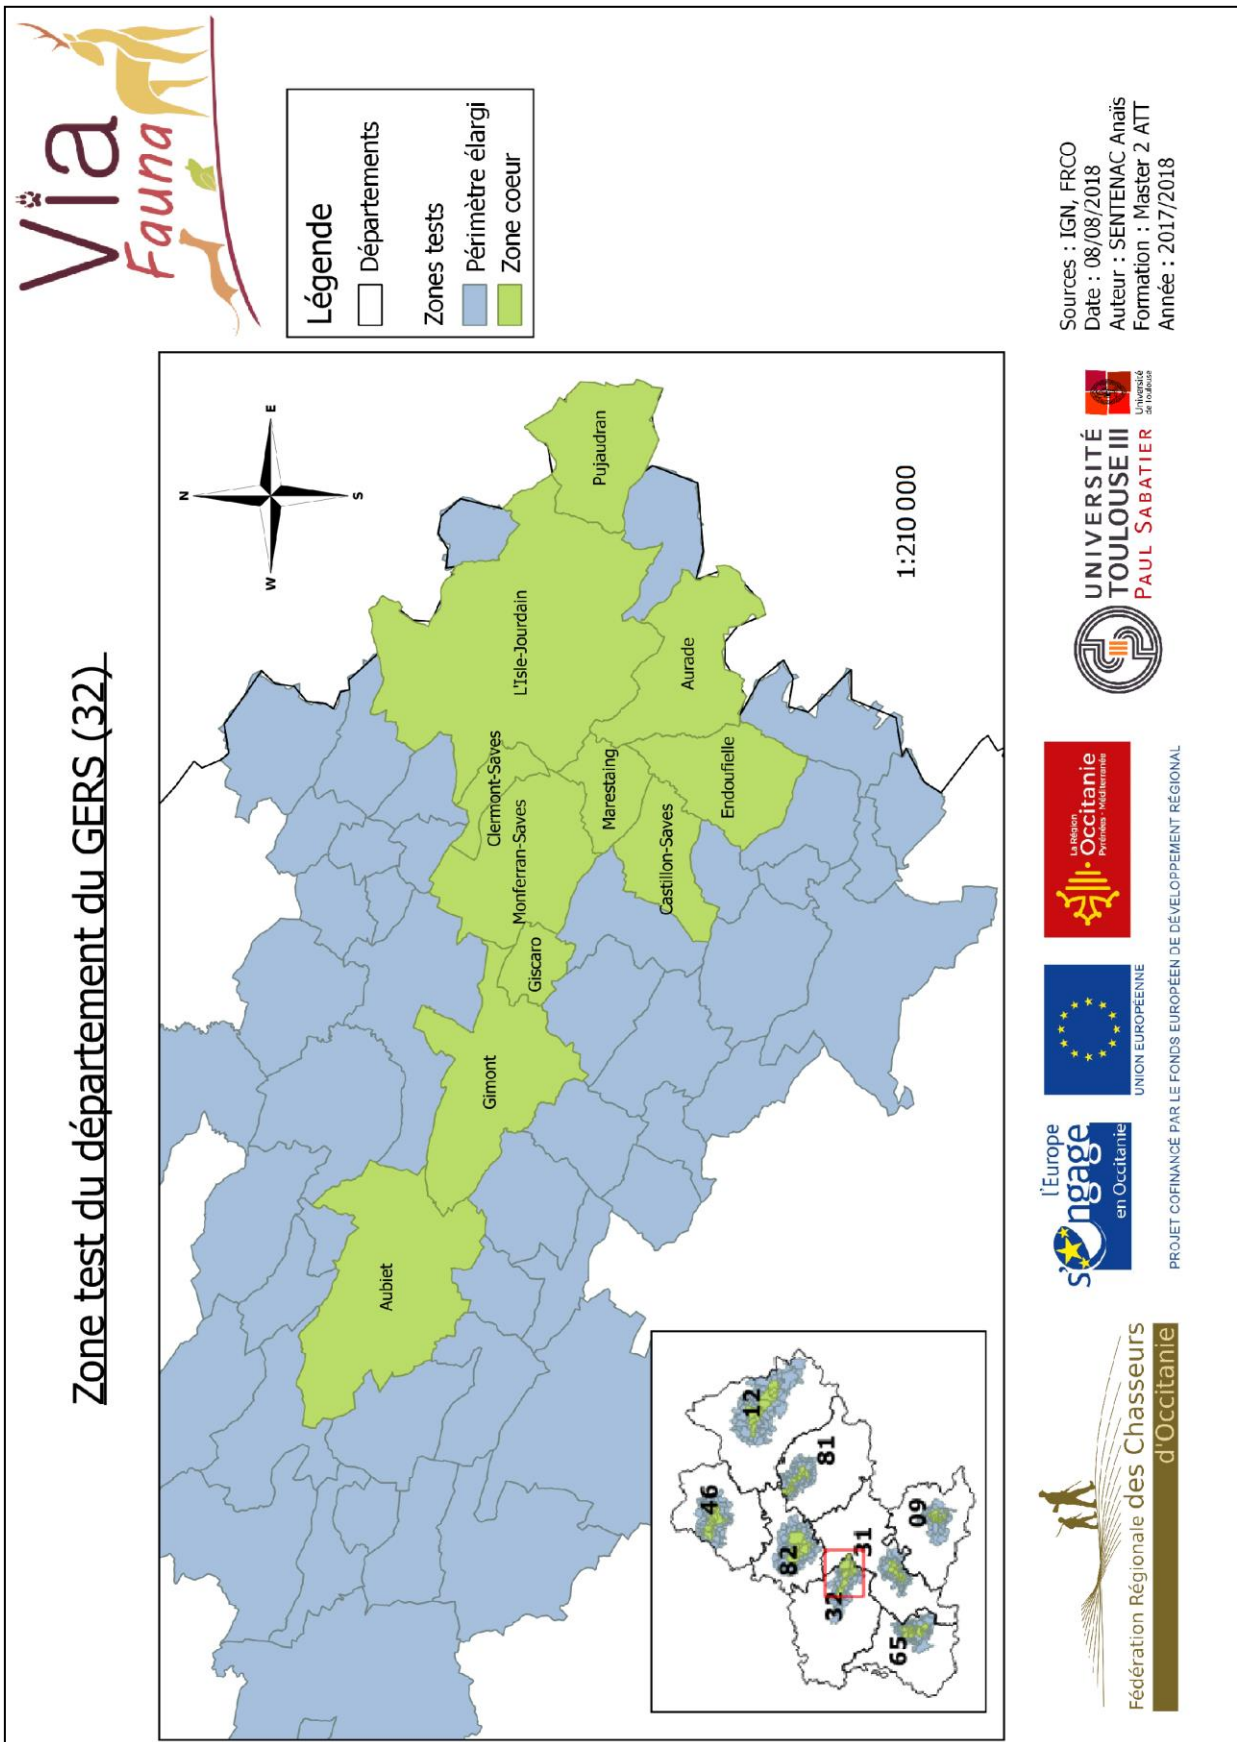 Zone test du département du GERS (32)
Via
Fauna
Légende
Départements
Zones tests
Périmètre élargi
Zone coeur
N
W
E
S
Pujaudran
L'Isle-Jourdain
Clermont-Saves
Monferran-Saves
Marestaing
Aurade
Castillon-Saves
Endoufielle
Giscaro
Gimont
Aubiet
1:210 000
46
12
82
81
32
31
65
09
Sources : IGN, FRCO
Date : 08/08/2018
Auteur : SENTENAC Anaïs
Formation : Master 2 ATT
Année : 2017/2018
Fédération Régionale des Chasseurs
d'Occitanie
l'Europe
s'engage
en Occitanie
UNION EUROPÉENNE
La Région
Occitanie
Pyrénées - Méditerranée
PROJET COFINANCÉ PAR LE FONDS EUROPÉEN DE DÉVELOPPEMENT RÉGIONAL
UNIVERSITÉ
TOULOUSE III
PAUL SABATIER
Université
de Toulouse